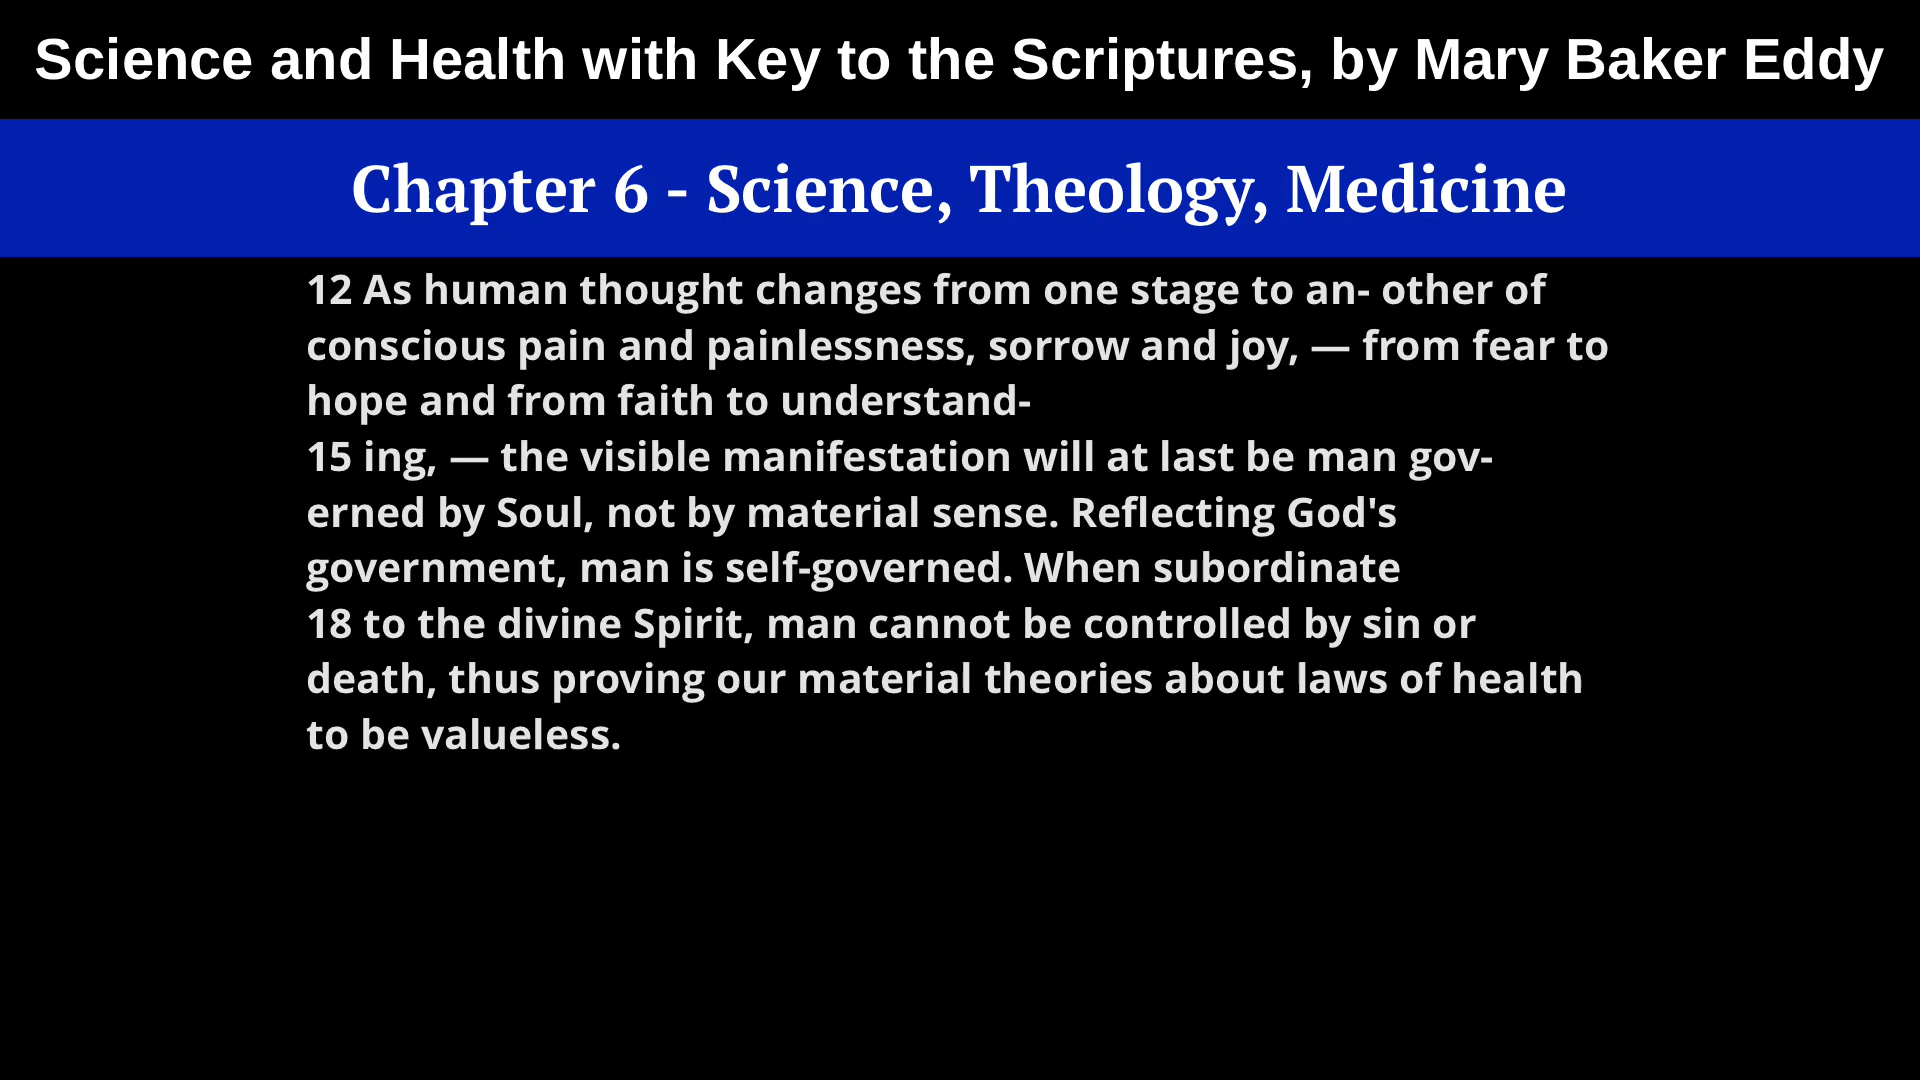 Science and Health with Key to the Scriptures, by Mary Baker Eddy
Chapter 6 - Science, Theology, Medicine
12 As human thought changes from one stage to an- other of
conscious pain and painlessness, sorrow and joy, — from fear to
hope and from faith to understand-
15 ing, — the visible manifestation will at last be man gov-
erned by Soul, not by material sense. Reflecting God's
government, man is self-governed. When subordinate
18 to the divine Spirit, man cannot be controlled by sin or
death, thus proving our material theories about laws of health
to be valueless.